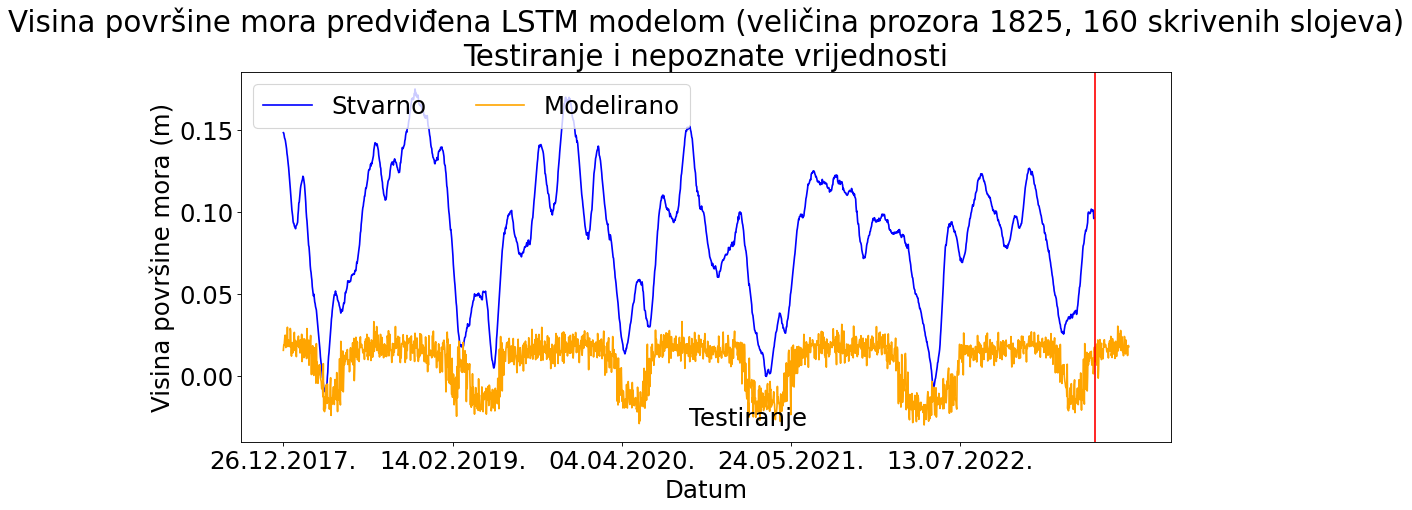 Visina površine mora predviđena LSTM modelom (veličina prozora 1825, 160 skrivenih slojeva)
Testiranje i nepoznate vrijednosti
Stvarno
Modelirano
Visina površine mora (m)
0.15
0.10
0.05
0.00
Testiranje
26.12.2017.
14.02.2019.
04.04.2020.
24.05.2021.
13.07.2022.
Datum